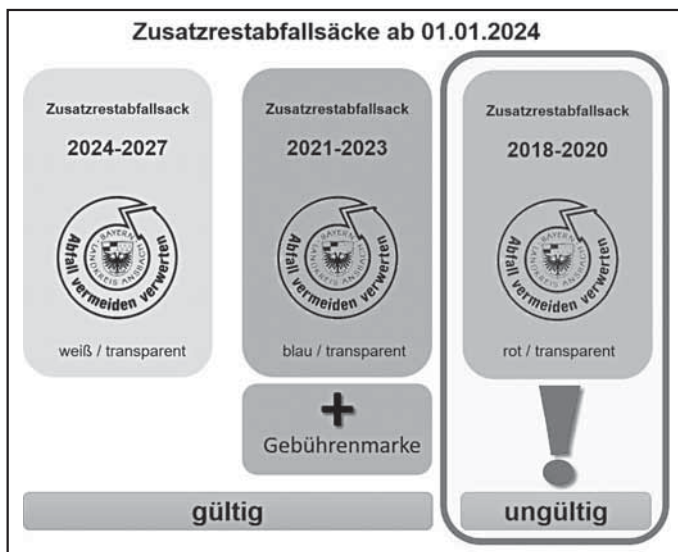 Zusatzrestabfallsäcke ab 01.01.2024
Zusatzrestabfallsack
2024-2027
BAYERN
LANDKREIS ANSBACH
Abfall vermeiden verwerten
weiß / transparent
Zusatzrestabfallsack
2021-2023
BAYERN
LANDKREIS ANSBACH
Abfall vermeiden verwerten
blau / transparent
+
Gebührenmarke
gültig
Zusatzrestabfallsack
2018-2020
BAYERN
LANDKREIS ANSBACH
Abfall vermeiden verwerten
rot / transparent
!
ungültig